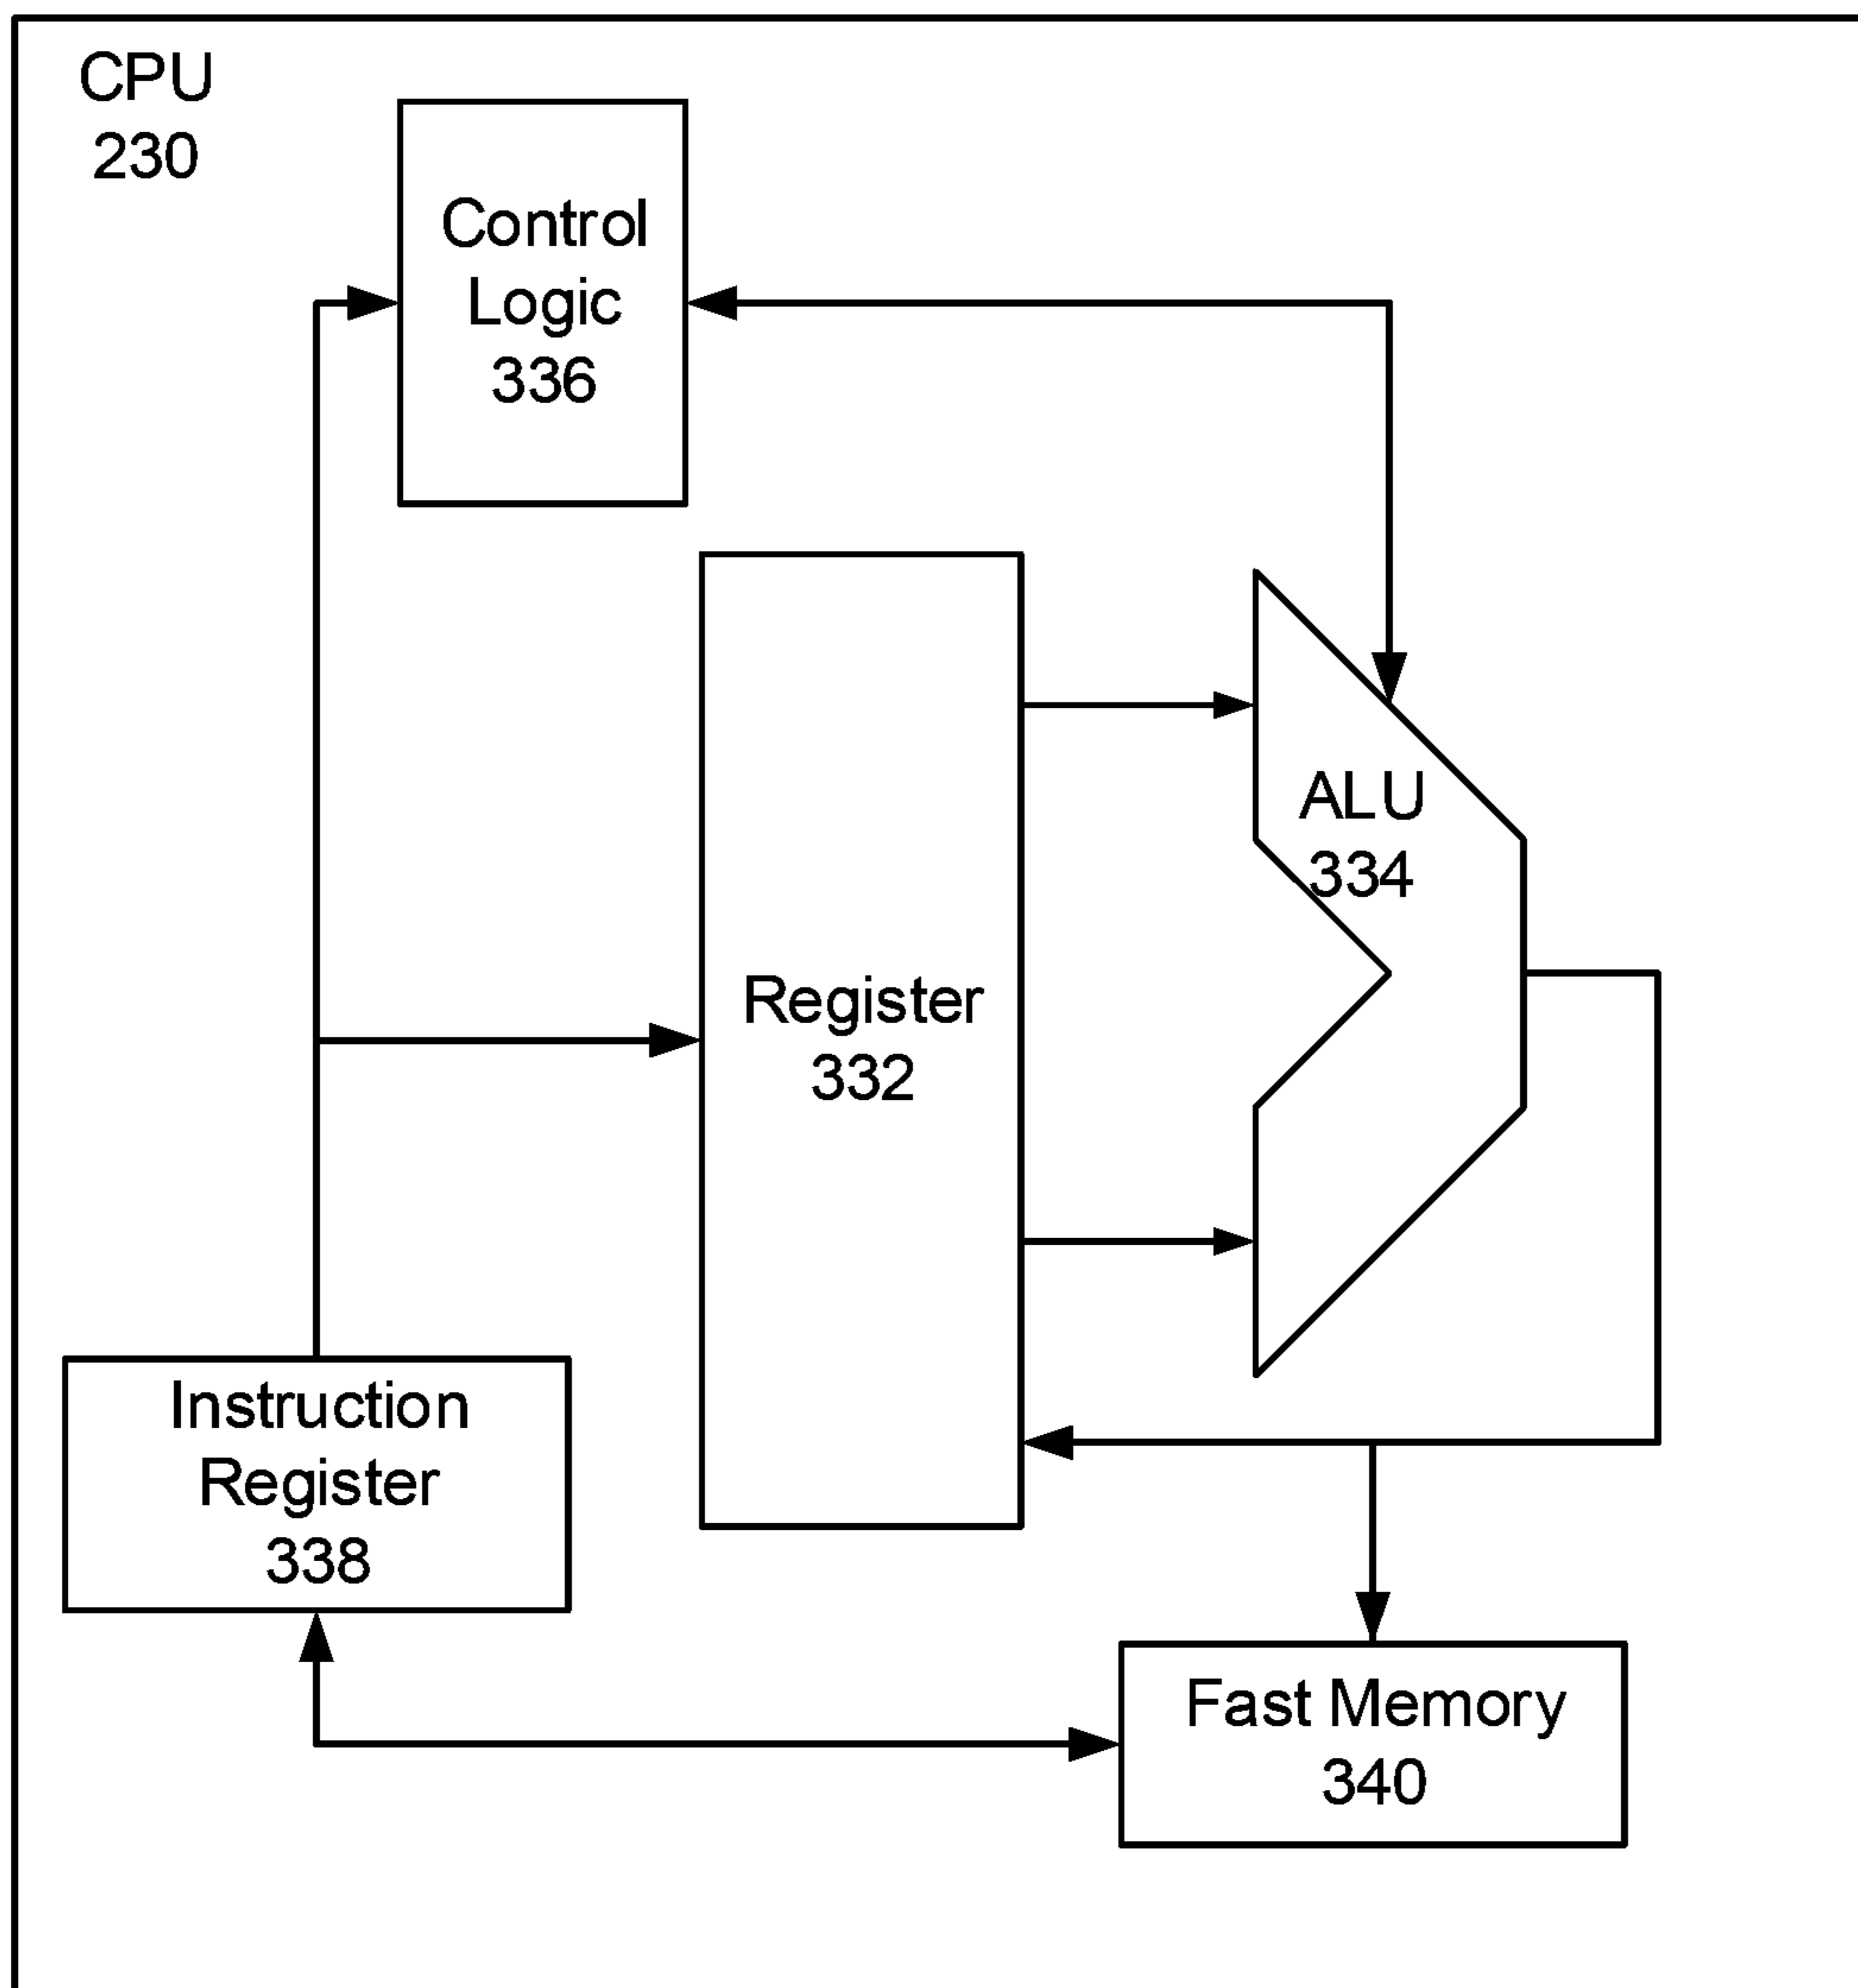 CPU
230
Control
Logic
336
ALU
334
Register
332
Instruction
Register
338
Fast Memory
340